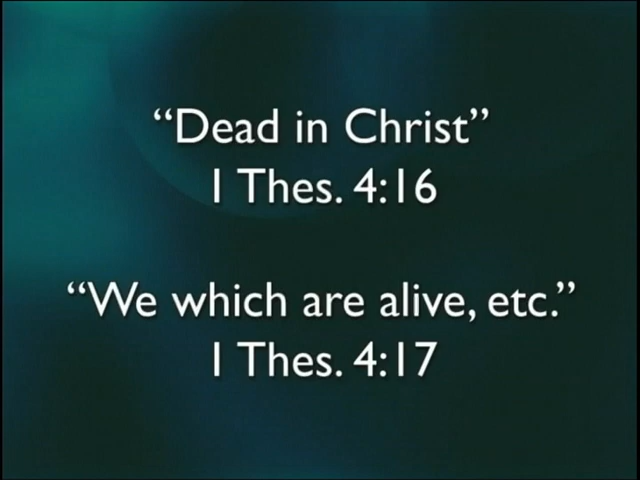 “Dead in Christ”
1 Thes. 4:16
“We which are alive, etc.”
1 Thes. 4:17